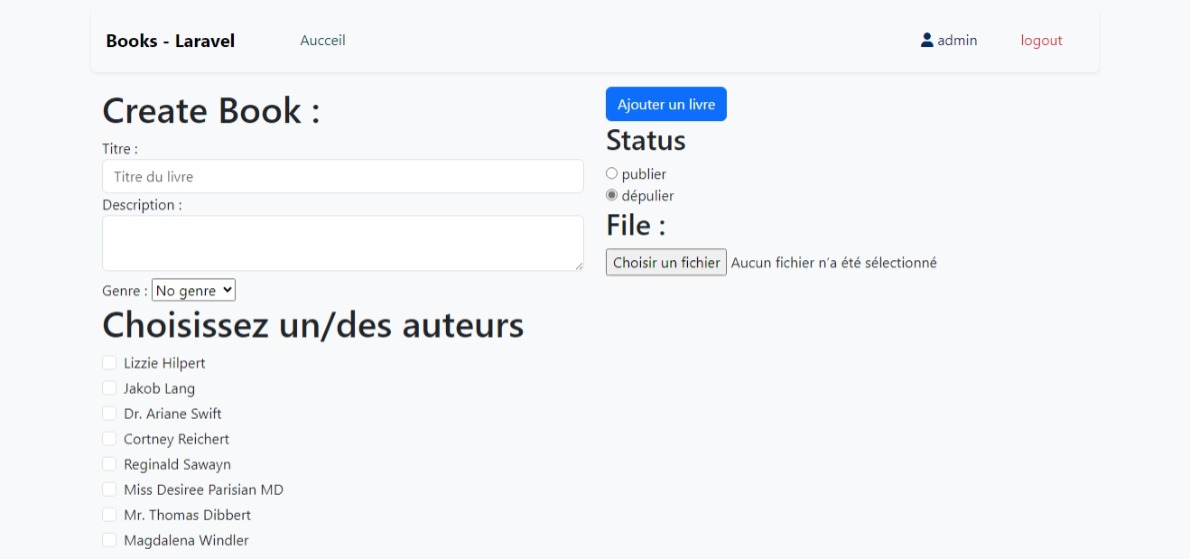 Books - Laravel
Aucceil
admin
logout
Create Book :
Titre :
Titre du livre
Description :
Genre : No genre
Choisissez un/des auteurs
Lizzie Hilpert
Jakob Lang
Dr. Ariane Swift
Cortney Reichert
Reginald Sawayn
Miss Desiree Parisian MD
Mr. Thomas Dibbert
Magdalena Windler
Ajouter un livre
Status
publier
dépulier
File :
Choisir un fichier Aucun fichier n'a été sélectionné